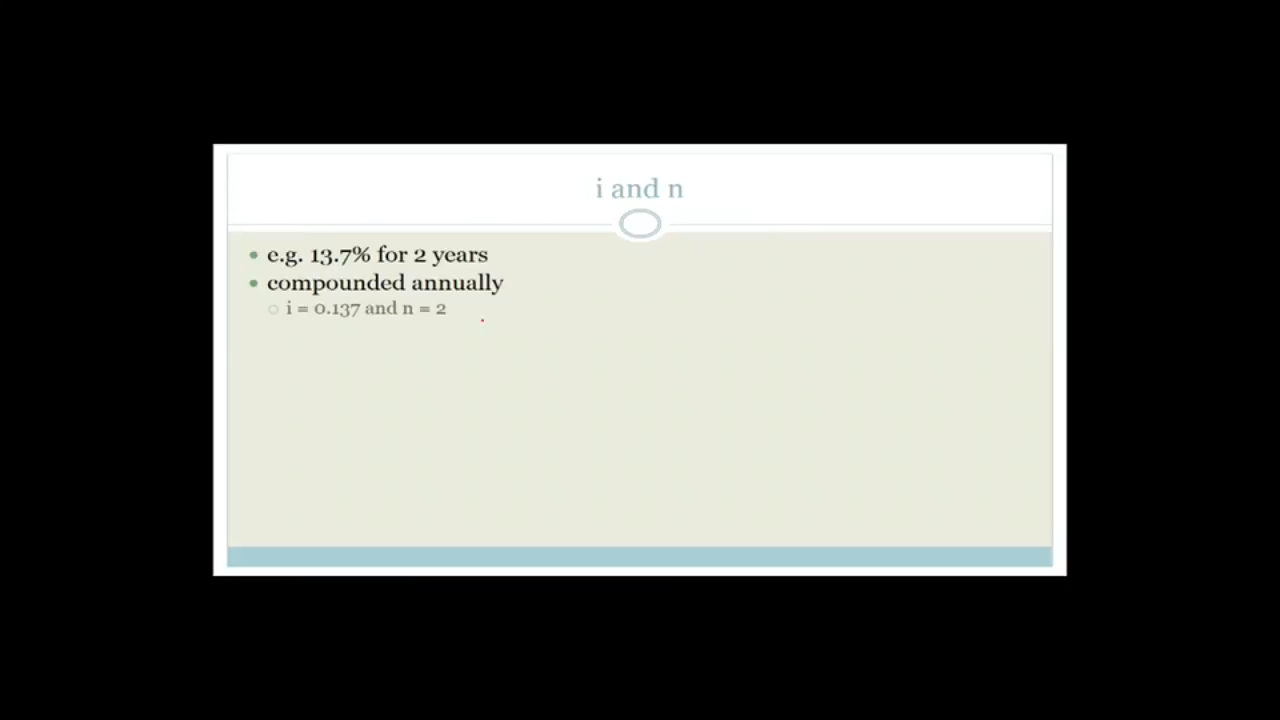 i and n
e.g. 13.7% for 2 years
compounded annually
i = 0.137 and n = 2